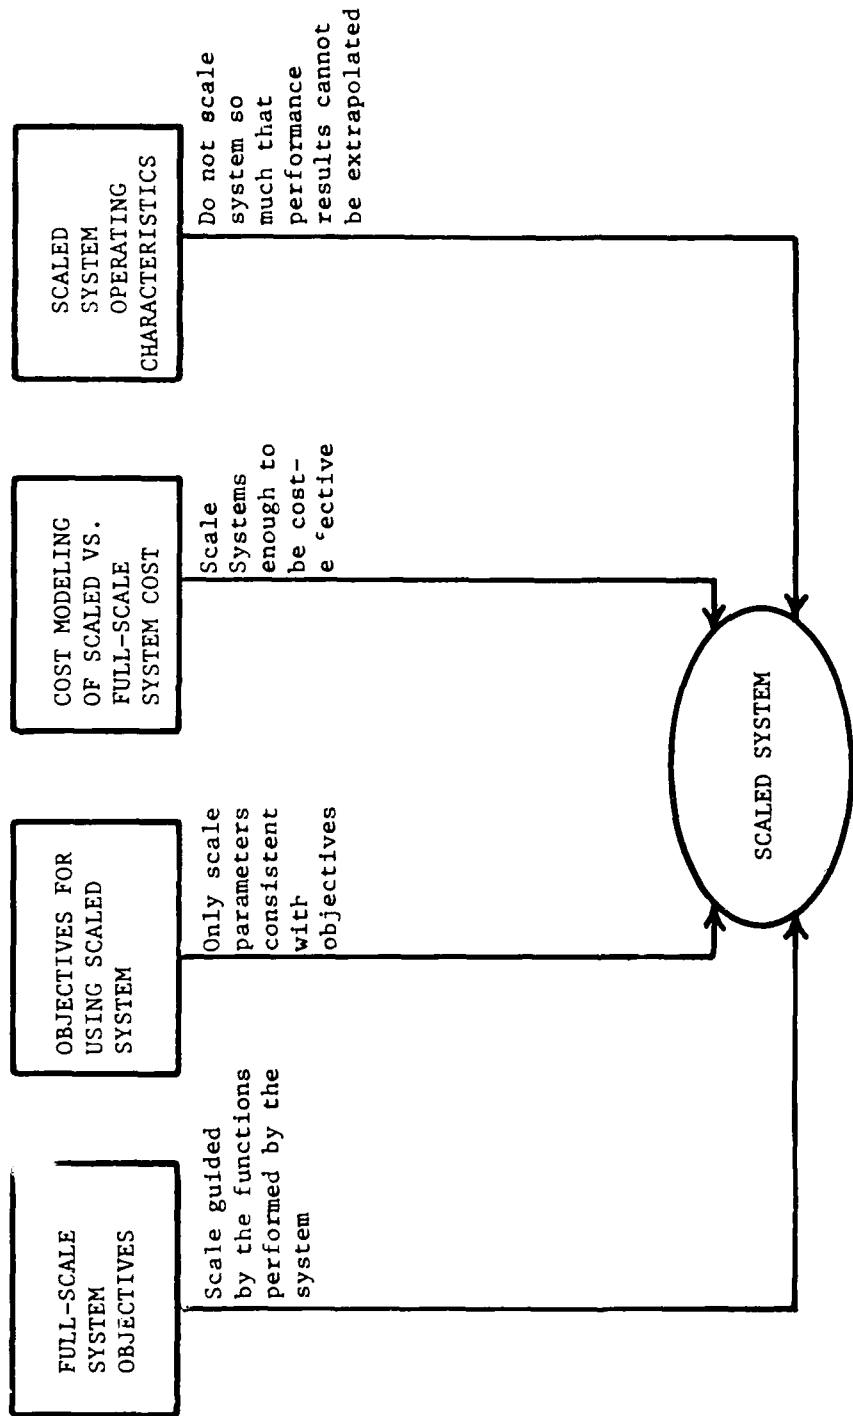 FULL-SCALE
SYSTEM
OBJECTIVES
Scale guided
by the functions
performed by the
system
OBJECTIVES FOR
USING SCALED
SYSTEM
Only scale
parameters
consistent
with
objectives
COST MODELING
OF SCALED VS.
FULL-SCALE
SYSTEM COST
Scale
Systems
enough to
be cost-
SCALED
SYSTEM
OPERATING
CHARACTERISTICS
Do not scale
system so
much that
performance
results cannot
be extrapolated
SCALED SYSTEM